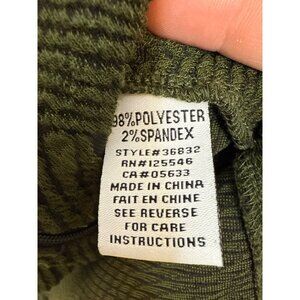 98% POLYESTER
2% SPANDEX
STYLE#36832
RN#125546
CA#05633
MADE IN CHINA
FAIT EN CHINE
SEE REVERSE
FOR CARE
INSTRUCTIONS